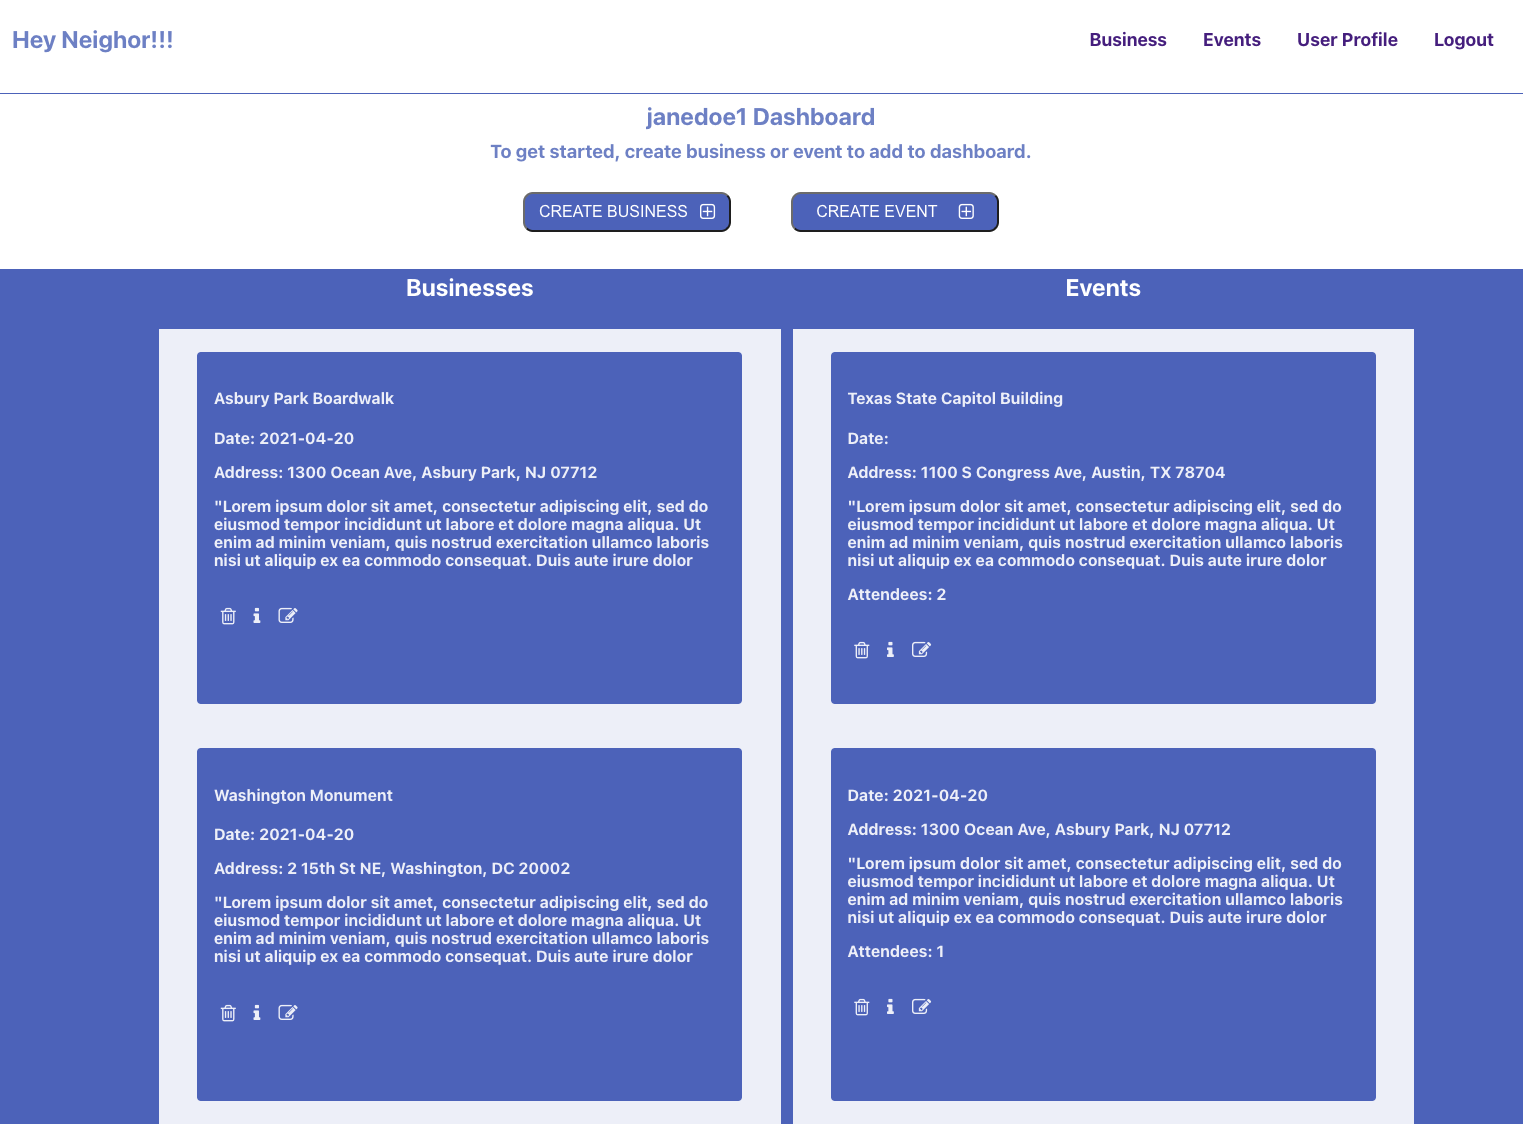 Hey Neighor!!!
Business Events User Profile Logout
janedoe1 Dashboard
To get started, create business or event to add to dashboard.
CREATE BUSINESS
CREATE EVENT
Businesses
Asbury Park Boardwalk
Date: 2021-04-20
Address: 1300 Ocean Ave, Asbury Park, NJ 07712
"Lorem ipsum dolor sit amet, consectetur adipiscing elit, sed do
eiusmod tempor incididunt ut labore et dolore magna aliqua. Ut
enim ad minim veniam, quis nostrud exercitation ullamco laboris
nisi ut aliquip ex ea commodo consequat. Duis aute irure dolor
Washington Monument
Date: 2021-04-20
Address: 2 15th St NE, Washington, DC 20002
"Lorem ipsum dolor sit amet, consectetur adipiscing elit, sed do
eiusmod tempor incididunt ut labore et dolore magna aliqua. Ut
enim ad minim veniam, quis nostrud exercitation ullamco laboris
nisi ut aliquip ex ea commodo consequat. Duis aute irure dolor
Events
Texas State Capitol Building
Date:
Address: 1100 S Congress Ave, Austin, TX 78704
"Lorem ipsum dolor sit amet, consectetur adipiscing elit, sed do
eiusmod tempor incididunt ut labore et dolore magna aliqua. Ut
enim ad minim veniam, quis nostrud exercitation ullamco laboris
nisi ut aliquip ex ea commodo consequat. Duis aute irure dolor
Attendees: 2
Date: 2021-04-20
Address: 1300 Ocean Ave, Asbury Park, NJ 07712
"Lorem ipsum dolor sit amet, consectetur adipiscing elit, sed do
eiusmod tempor incididunt ut labore et dolore magna aliqua. Ut
enim ad minim veniam, quis nostrud exercitation ullamco laboris
nisi ut aliquip ex ea commodo consequat. Duis aute irure dolor
Attendees: 1